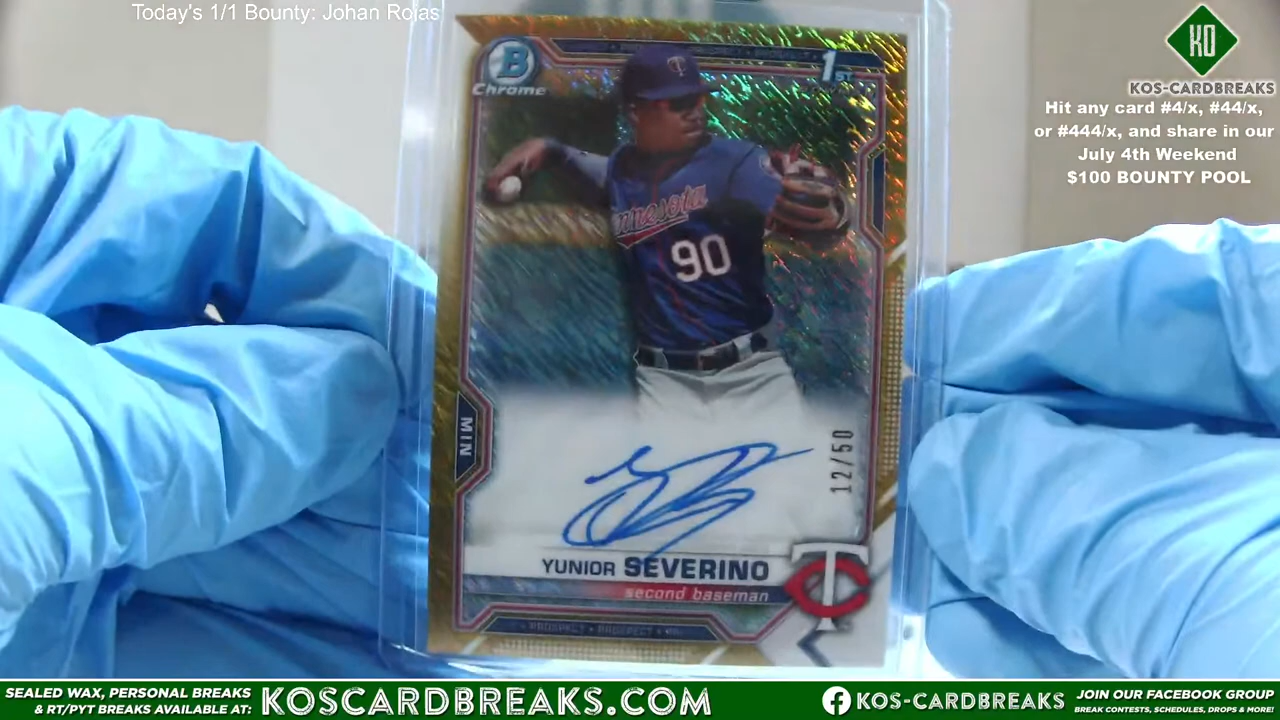 Today's 1/1 Bounty: Johan Rojas
KO
KOS-CARDBREAKS
Hit any card #4/x, #44/x,
or #444/x, and share in our
July 4th Weekend
$100 BOUNTY POOL
B
Chrome
1ST
T
nnesota
90
MIN
12/50
YUNIOR SEVERINO
second baseman
TC
PROSPECT • PROSPECT
SEALED WAX, PERSONAL BREAKS
& RT/PYT BREAKS AVAILABLE AT:
KOSCARDBREAKS.COM
KOS-CARDBREAKS
JOIN OUR FACEBOOK GROUP
BREAK CONTESTS, SCHEDULES, DROPS & MORE!